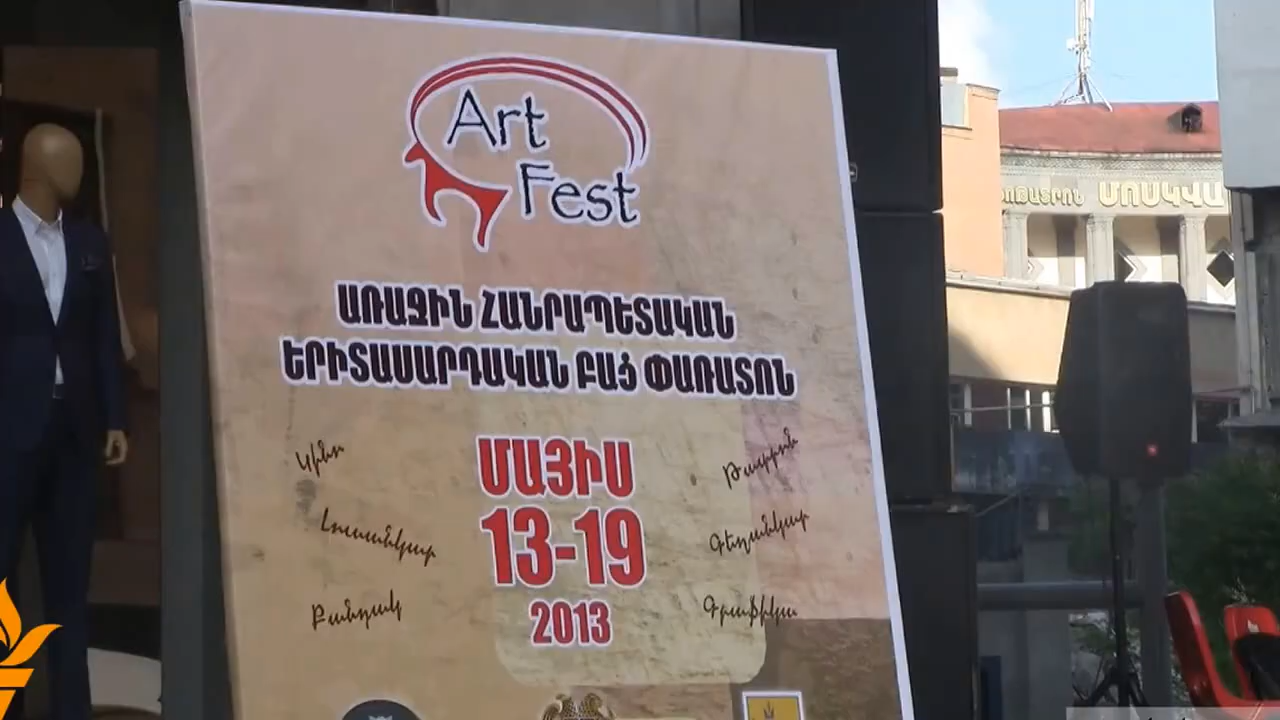 Art
Fest
ԱՌԱՋԻՆ ՀԱՆՐԱՊԵՏԱԿԱՆ
ԵՐԻՏԱՍԱՐԴԱԿԱՆ ԲԱՑ ՓԱՌԱՏՈՆ
ՄԱՅԻՍ
13-19
2013
Կինո
Լուսանկար
Քանդակ
Թատրոն
Գեղանկար
Գրաֆիկա
ՄՈՍԿՎԱ